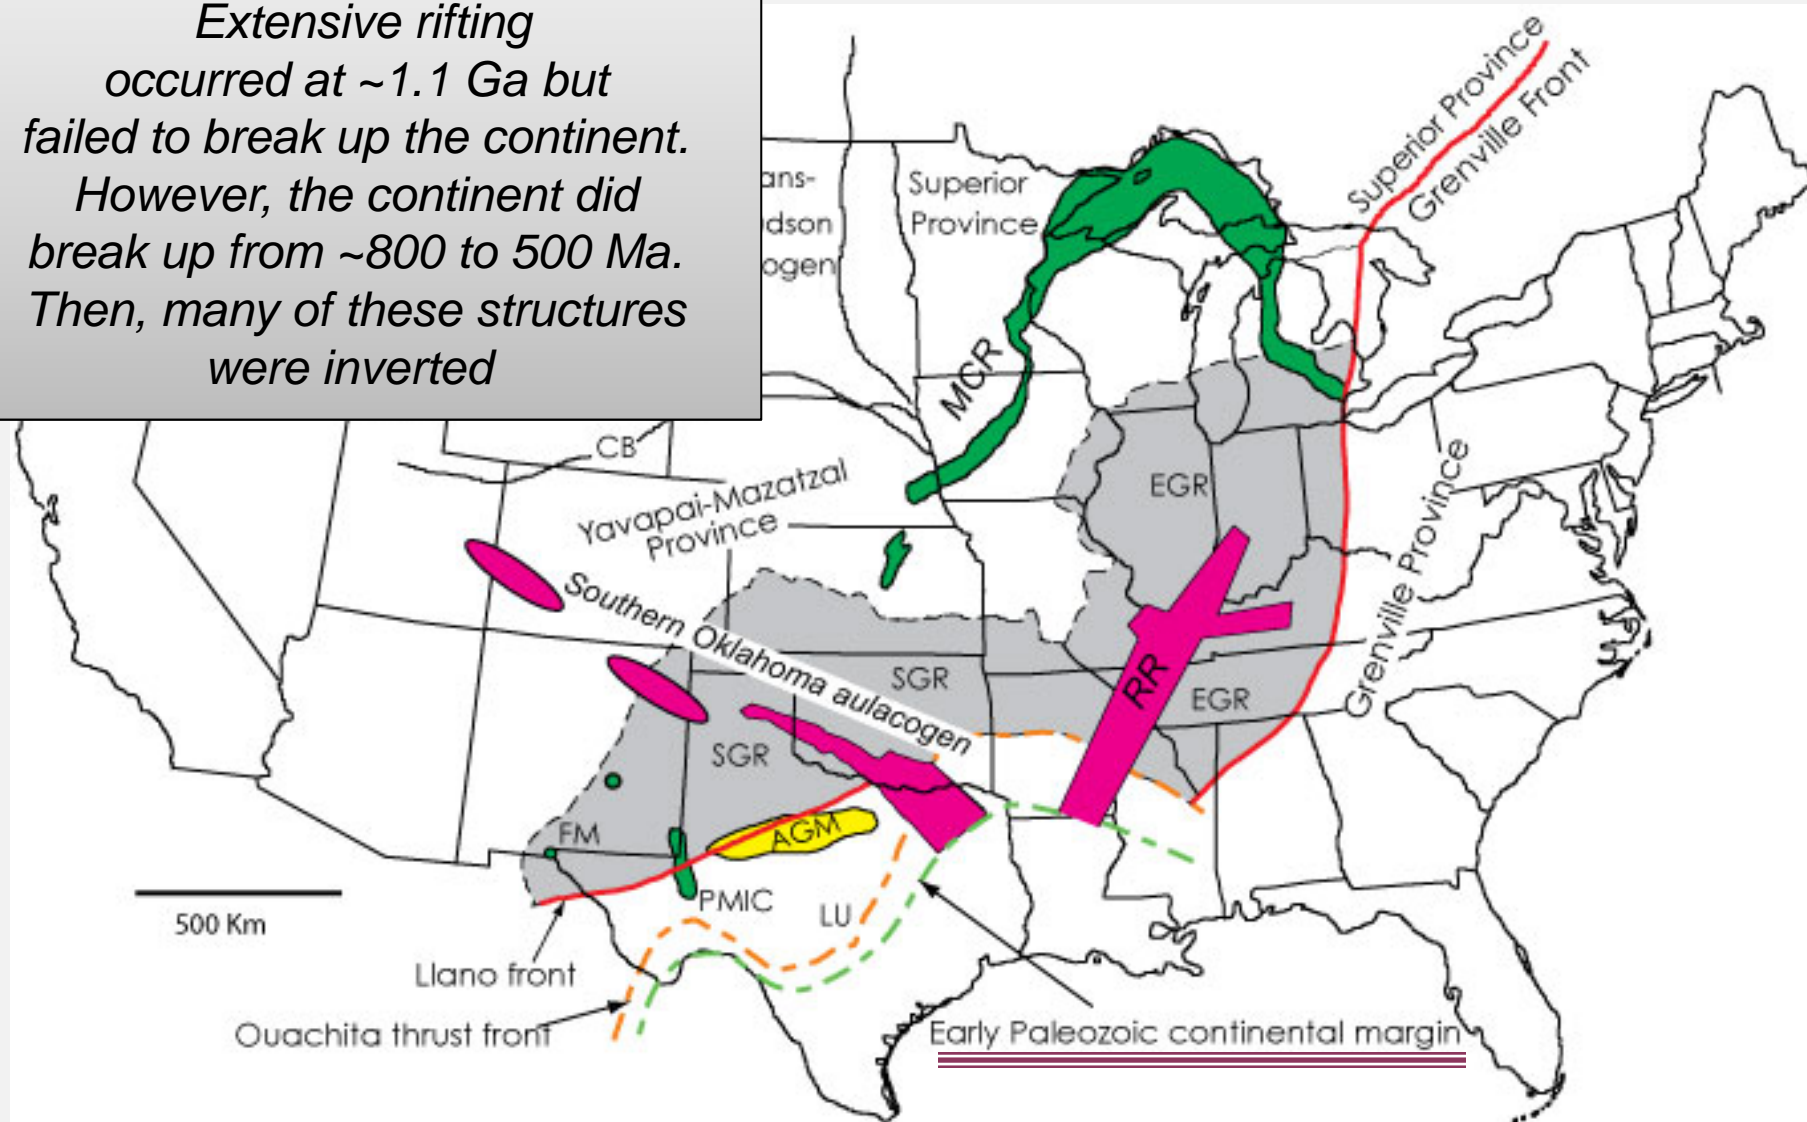 Extensive rifting
occurred at ~1.1 Ga but
failed to break up the continent.
However, the continent did
break up from ~800 to 500 Ma.
Then, many of these structures
were inverted
Superior Province
Grenville Front
ans-
dson
ogen
Superior
Province
MCR
CB
Yavapai-Mazatzal
Province
EGR
Grenville Province
Southern Oklahoma aulacogen
SGR
RR
EGR
SGR
FM
AGM
PMIC
LU
500 Km
Llano front
Ouachita thrust front
Early Paleozoic continental margin